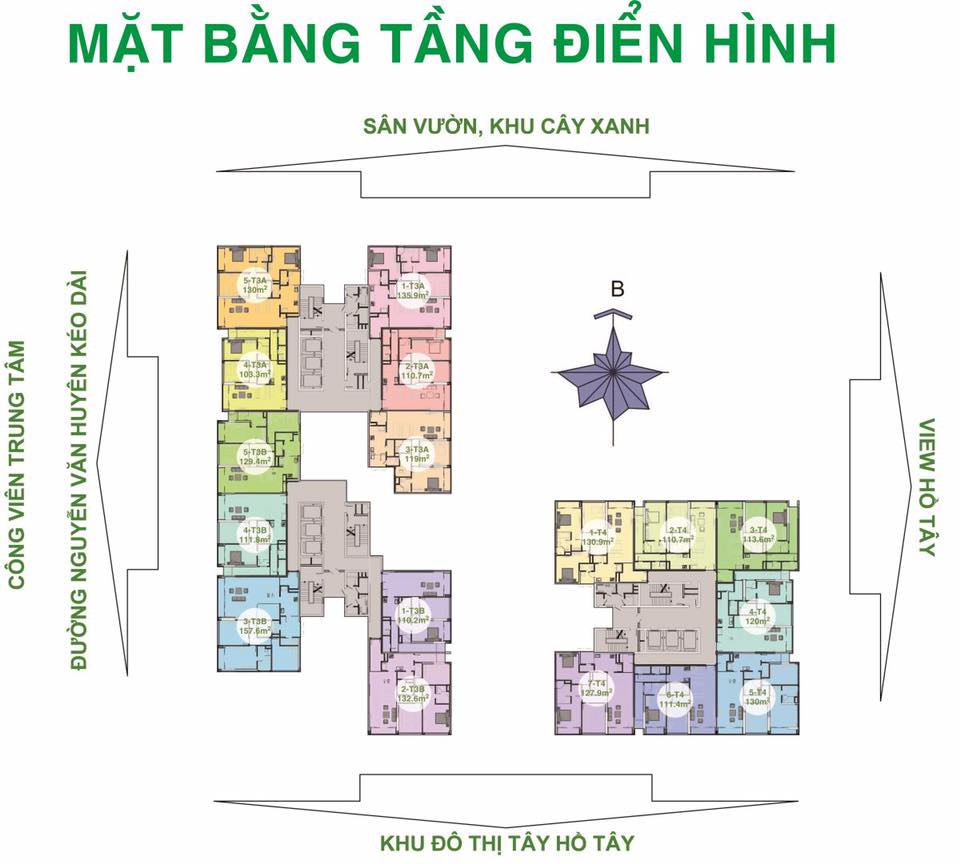 MẶT BẰNG TẦNG ĐIỂN HÌNH
SÂN VƯỜN, KHU CÂY XANH
CÔNG VIÊN TRUNG TÂM
ĐƯỜNG NGUYỄN VĂN HUYÊN KÉO DÀI
5-T3A
130m²
1-T3A
135.9m²
4-T3A
103.3m²
2-T3A
110.7m²
5-T3B
129.4m²
3-T3A
119m²
4-T3B
111.8m²
3-T3B
157.6m²
1-T3B
110.2m²
2-T3B
132.6m²
B
1-T4
130.9m²
2-T4
110.7m²
3-T4
113.6m²
4-T4
120m²
7-T4
127.9m²
6-T4
111.4m²
5-T4
130m²
VIEW HỒ TÂY
KHU ĐÔ THỊ TÂY HỒ TÂY